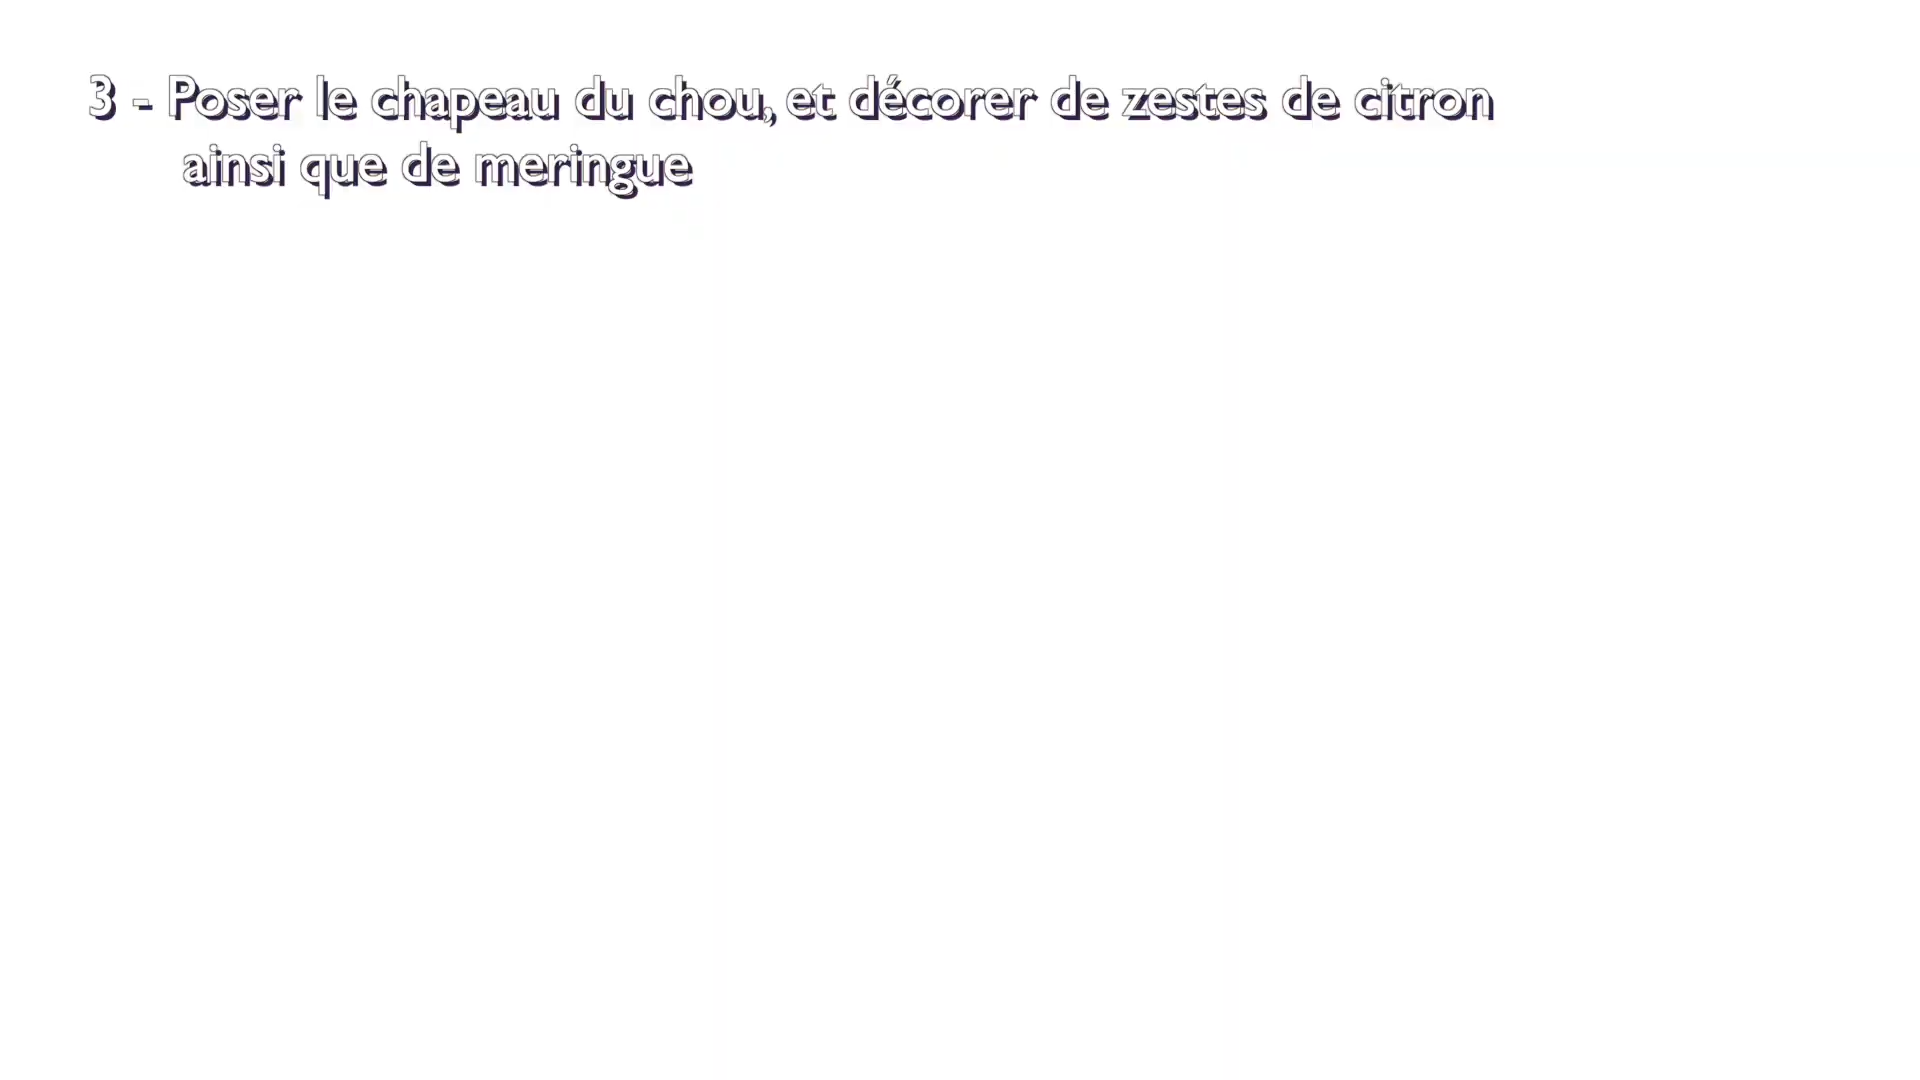 3 - Poser le chapeau du chou, et décorer de zestes de citron
ainsi que de meringue